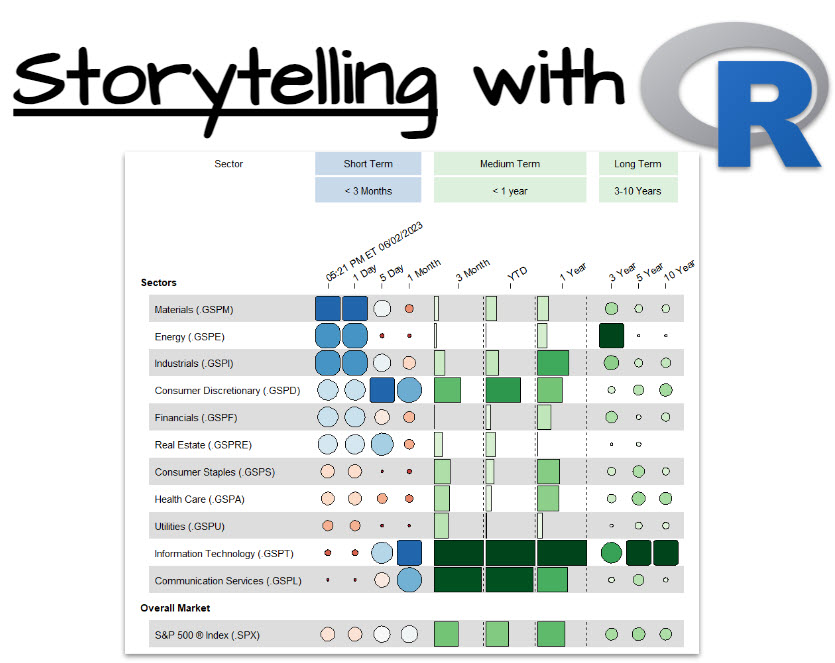 Storytelling with R
Sector Short Term Medium Term Long Term
< 3 Months < 1 year 3-10 Years
05:21 PM ET 06/02/2023 1 Day 5 Day 1 Month 3 Month YTD 1 Year 3 Year 5 Year 10 Year
Sectors
Materials (.GSPM)
Energy (.GSPE)
Industrials (.GSPI)
Consumer Discretionary (.GSPD)
Financials (.GSPF)
Real Estate (.GSPRE)
Consumer Staples (.GSPS)
Health Care (.GSPA)
Utilities (.GSPU)
Information Technology (.GSPT)
Communication Services (.GSPL)
Overall Market
S&P 500 ® Index (.SPX)